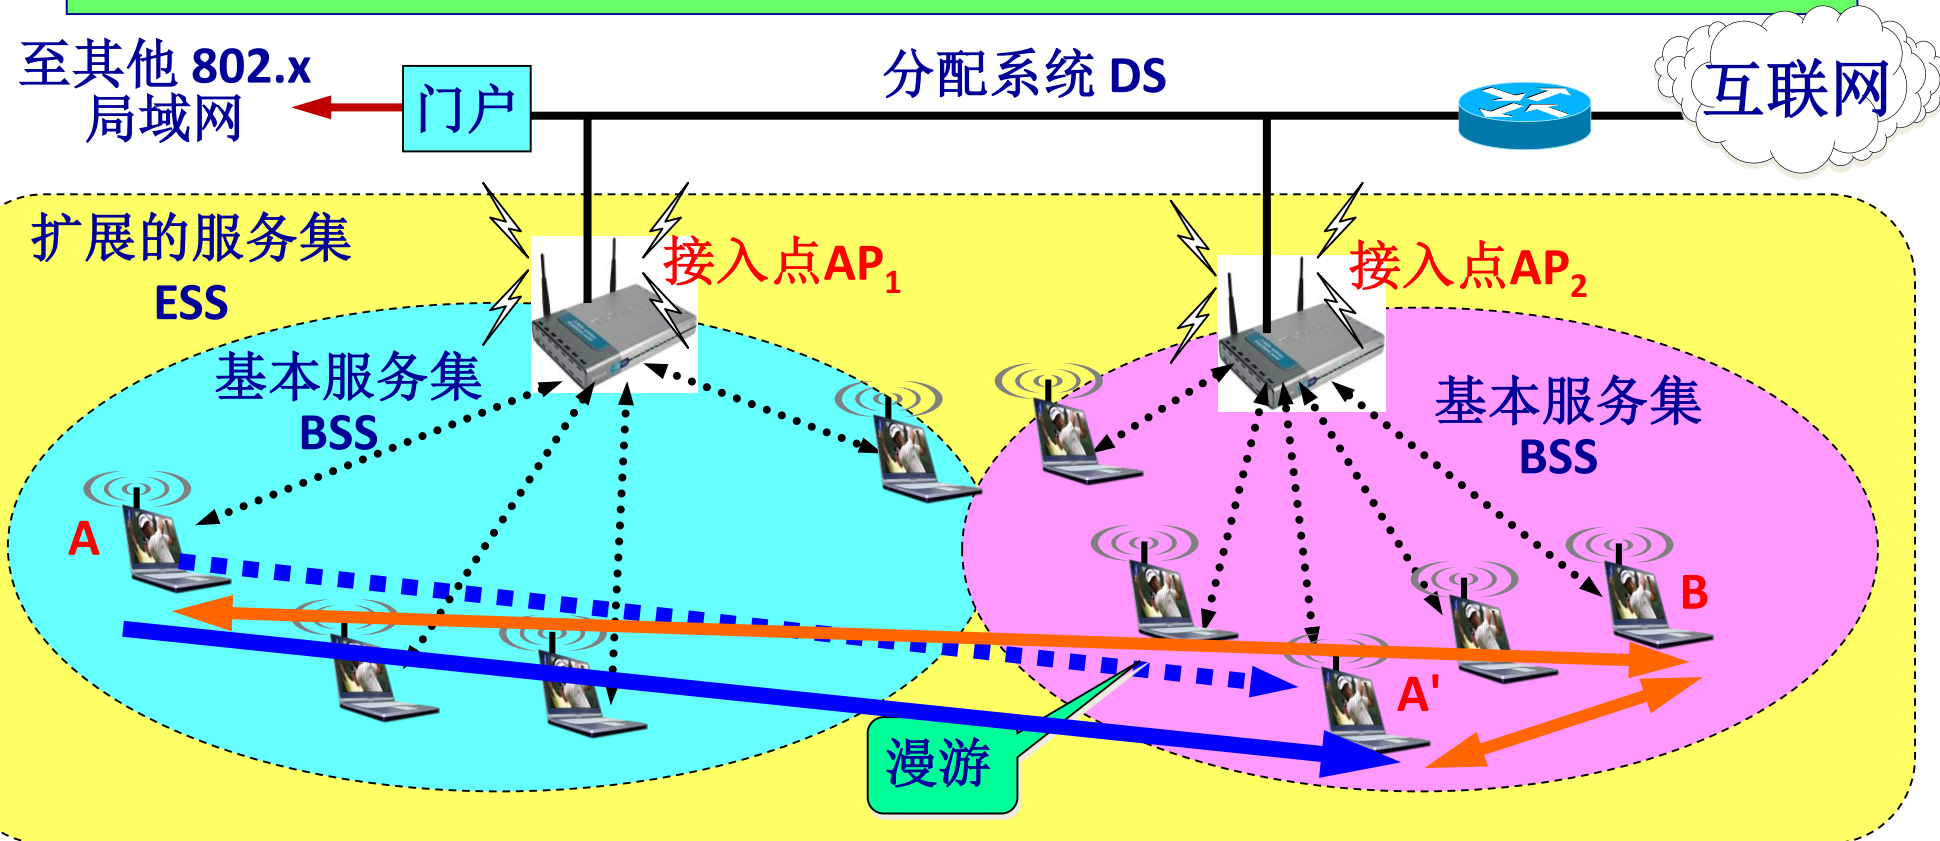 至其他 802.x
局域网
门户
分配系统 DS
互联网
扩展的服务集
ESS
接入点AP₁
接入点AP₂
基本服务集
BSS
基本服务集
BSS
A
B
A'
漫游